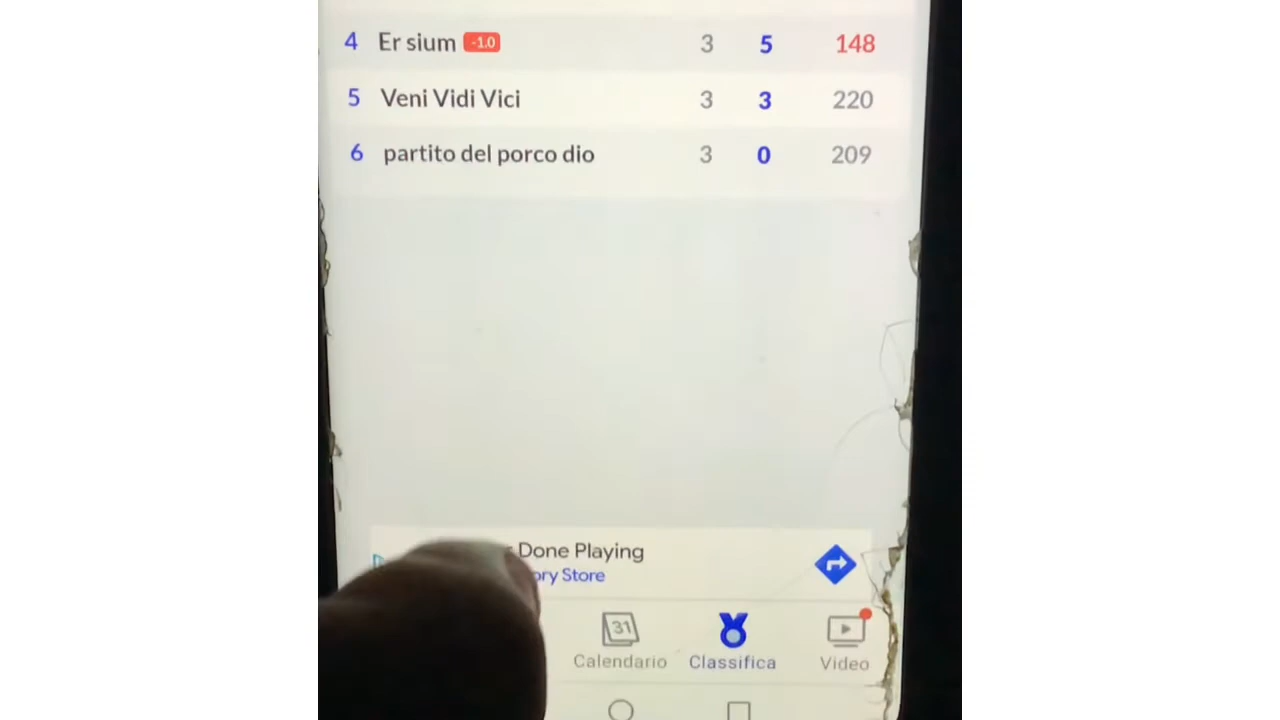 4 Er sium -1.0 3 5 148
5 Veni Vidi Vici 3 3 220
6 partito del porco dio 3 0 209
Done Playing
Store
31
Calendario Classifica Video